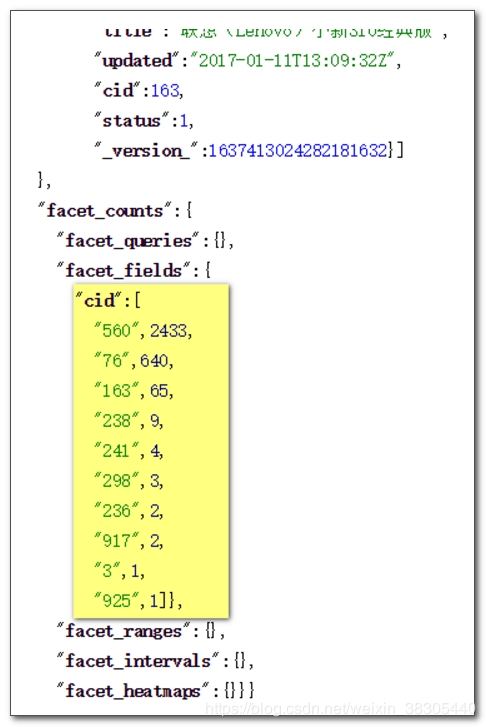 "title":"联想（Lenovo）小新310经典版",
"updated":"2017-01-11T13:09:32Z",
"cid":163,
"status":1,
"_version_":1637413024282181632}]
},
"facet_counts":{
"facet_queries":{},
"facet_fields":{
"cid":[
"560",2433,
"76",640,
"163",65,
"238",9,
"241",4,
"298",3,
"236",2,
"917",2,
"3",1,
"925",1]},
"facet_ranges":{},
"facet_intervals":{},
"facet_heatmaps":{}}}
https://blog.csdn.net/weixin_38305440